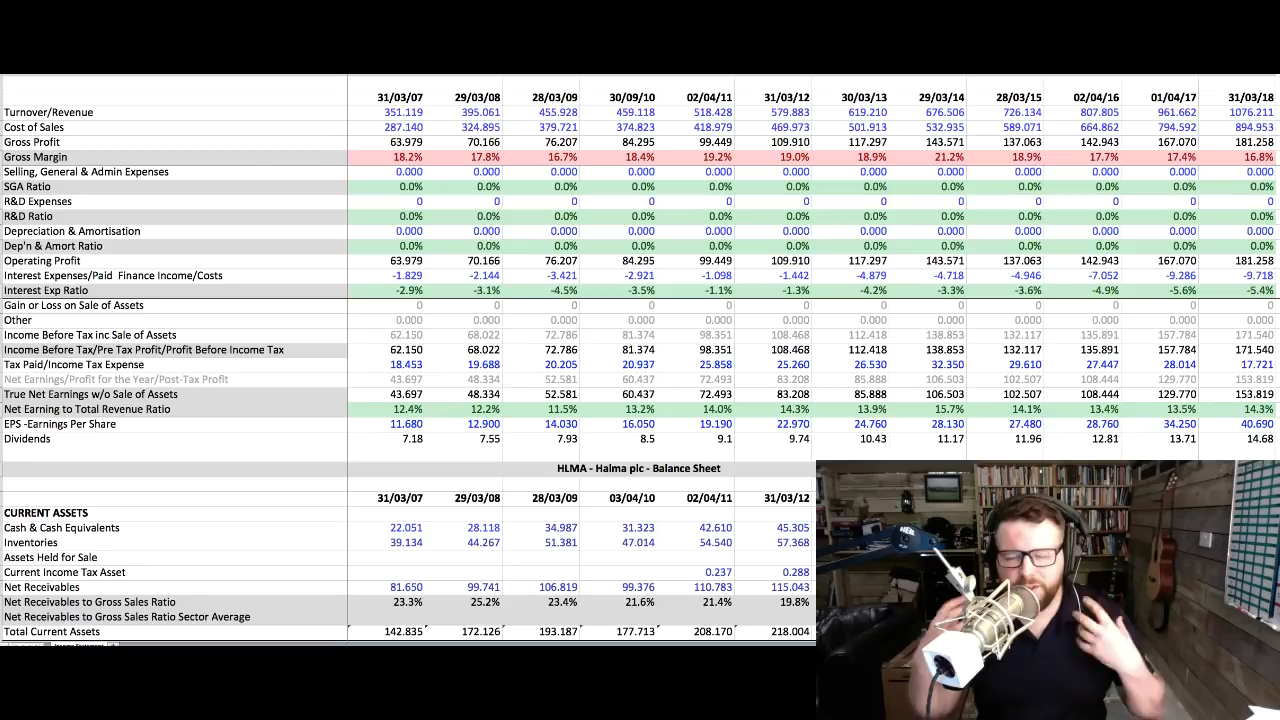 31/03/07 29/03/08 28/03/09 30/09/10 02/04/11 31/03/12 30/03/13 29/03/14 28/03/15 02/04/16 01/04/17 31/03/18
Turnover/Revenue 351.119 395.061 455.928 459.118 518.428 579.883 619.210 676.506 726.134 807.805 961.662 1076.211
Cost of Sales 287.140 324.895 379.721 374.823 418.979 469.973 501.913 532.935 589.071 664.862 794.592 894.953
Gross Profit 63.979 70.166 76.207 84.295 99.449 109.910 117.297 143.571 137.063 142.943 167.070 181.258
Gross Margin 18.2% 17.8% 16.7% 18.4% 19.2% 19.0% 18.9% 21.2% 18.9% 17.7% 17.4% 16.8%
Selling, General & Admin Expenses 0.000 0.000 0.000 0.000 0.000 0.000 0.000 0.000 0.000 0.000 0.000 0.000
SGA Ratio 0.0% 0.0% 0.0% 0.0% 0.0% 0.0% 0.0% 0.0% 0.0% 0.0% 0.0% 0.0%
R&D Expenses 0 0 0 0 0 0 0 0 0 0 0 0
R&D Ratio 0.0% 0.0% 0.0% 0.0% 0.0% 0.0% 0.0% 0.0% 0.0% 0.0% 0.0% 0.0%
Depreciation & Amortisation 0.000 0.000 0.000 0.000 0.000 0.000 0.000 0.000 0.000 0.000 0.000 0.000
Dep'n & Amort Ratio 0.0% 0.0% 0.0% 0.0% 0.0% 0.0% 0.0% 0.0% 0.0% 0.0% 0.0% 0.0%
Operating Profit 63.979 70.166 76.207 84.295 99.449 109.910 117.297 143.571 137.063 142.943 167.070 181.258
Interest Expenses/Paid Finance Income/Costs -1.829 -2.144 -3.421 -2.921 -1.098 -1.442 -4.879 -4.718 -4.946 -7.052 -9.286 -9.718
Interest Exp Ratio -2.9% -3.1% -4.5% -3.5% -1.1% -1.3% -4.2% -3.3% -3.6% -4.9% -5.6% -5.4%
Gain or Loss on Sale of Assets 0 0 0 0 0 0 0 0 0 0 0 0
Other 0.000 0.000 0.000 0.000 0.000 0.000 0.000 0.000 0.000 0.000 0.000 0.000
Income Before Tax inc Sale of Assets 62.150 68.022 72.786 81.374 98.351 108.468 112.418 138.853 132.117 135.891 157.784 171.540
Income Before Tax/Pre Tax Profit/Profit Before Income Tax 62.150 68.022 72.786 81.374 98.351 108.468 112.418 138.853 132.117 135.891 157.784 171.540
Tax Paid/Income Tax Expense 18.453 19.688 20.205 20.937 25.858 25.260 26.530 32.350 29.610 27.447 28.014 17.721
Net Earnings/Profit for the Year/Post-Tax Profit 43.697 48.334 52.581 60.437 72.493 83.208 85.888 106.503 102.507 108.444 129.770 153.819
True Net Earnings w/o Sale of Assets 43.697 48.334 52.581 60.437 72.493 83.208 85.888 106.503 102.507 108.444 129.770 153.819
Net Earning to Total Revenue Ratio 12.4% 12.2% 11.5% 13.2% 14.0% 14.3% 13.9% 15.7% 14.1% 13.4% 13.5% 14.3%
EPS -Earnings Per Share 11.680 12.900 14.030 16.050 19.190 22.970 24.760 28.130 27.480 28.760 34.250 40.690
Dividends 7.18 7.55 7.93 8.5 9.1 9.74 10.43 11.17 11.96 12.81 13.71 14.68
HLMA - Halma plc - Balance Sheet
31/03/07 29/03/08 28/03/09 03/04/10 02/04/11 31/03/12
CURRENT ASSETS
Cash & Cash Equivalents 22.051 28.118 34.987 31.323 42.610 45.305
Inventories 39.134 44.267 51.381 47.014 54.540 57.368
Assets Held for Sale
Current Income Tax Asset 0.237 0.288
Net Receivables 81.650 99.741 106.819 99.376 110.783 115.043
Net Receivables to Gross Sales Ratio 23.3% 25.2% 23.4% 21.6% 21.4% 19.8%
Net Receivables to Gross Sales Ratio Sector Average
Total Current Assets 142.835 172.126 193.187 177.713 208.170 218.004